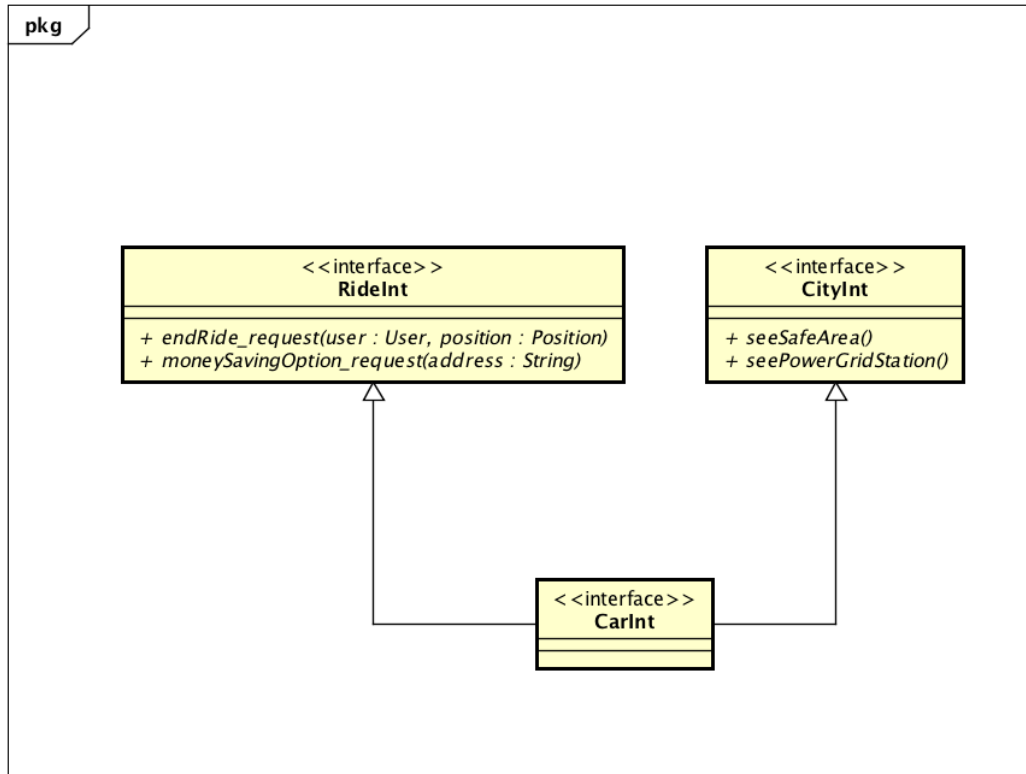 pkg
<<interface>>
RideInt
+ endRide_request(user : User, position : Position)
+ moneySavingOption_request(address : String)
<<interface>>
CityInt
+ seeSafeArea()
+ seePowerGridStation()
<<interface>>
CarInt